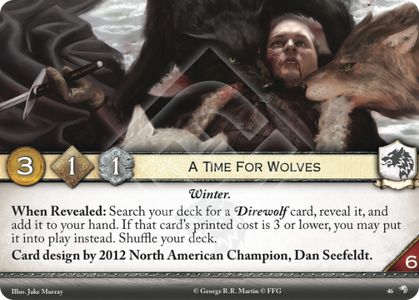 3 1 1 A Time For Wolves
Winter.
When Revealed: Search your deck for a Direwolf card, reveal it, and
add it to your hand. If that card's printed cost is 3 or lower, you may put
it into play instead. Shuffle your deck.
Card design by 2012 North American Champion, Dan Seefeldt.
6
Illus. Jake Murray © George R.R. Martin © FFG 46